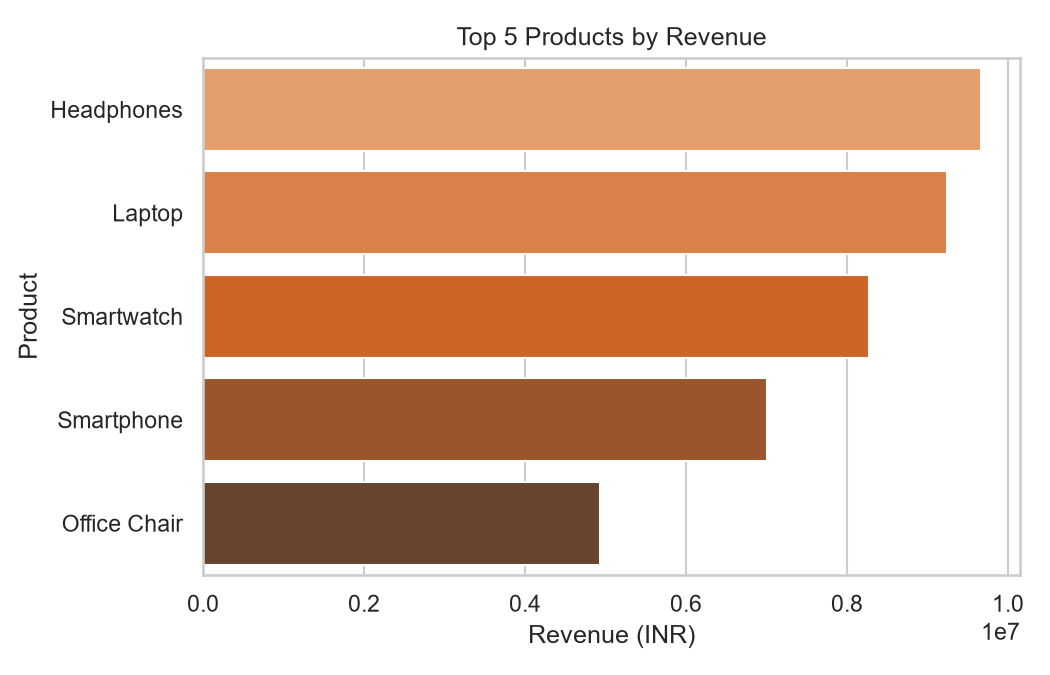 Top 5 Products by Revenue
Product
Headphones
Laptop
Smartwatch
Smartphone
Office Chair
0.0 0.2 0.4 0.6 0.8 1.0
1e7
Revenue (INR)